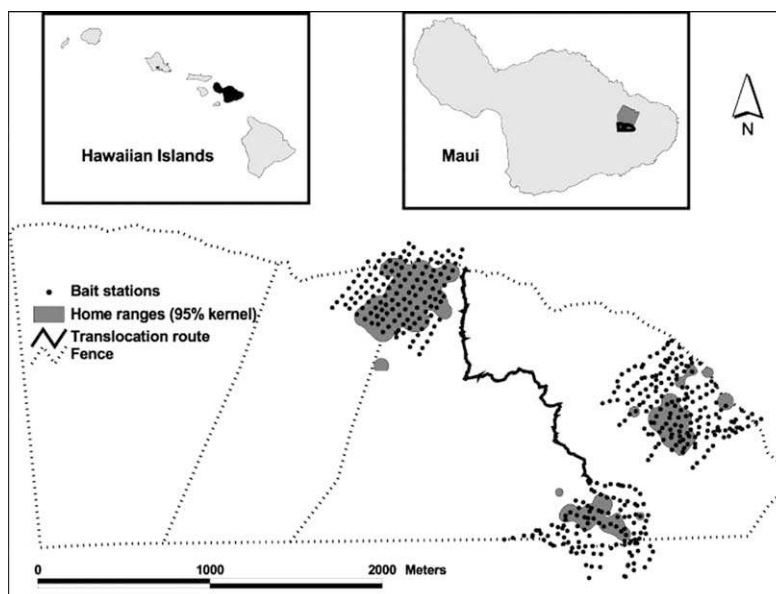 Hawaiian Islands
Maui
N
Bait stations
Home ranges (95% kernel)
Translocation route
Fence
0 1000 2000 Meters